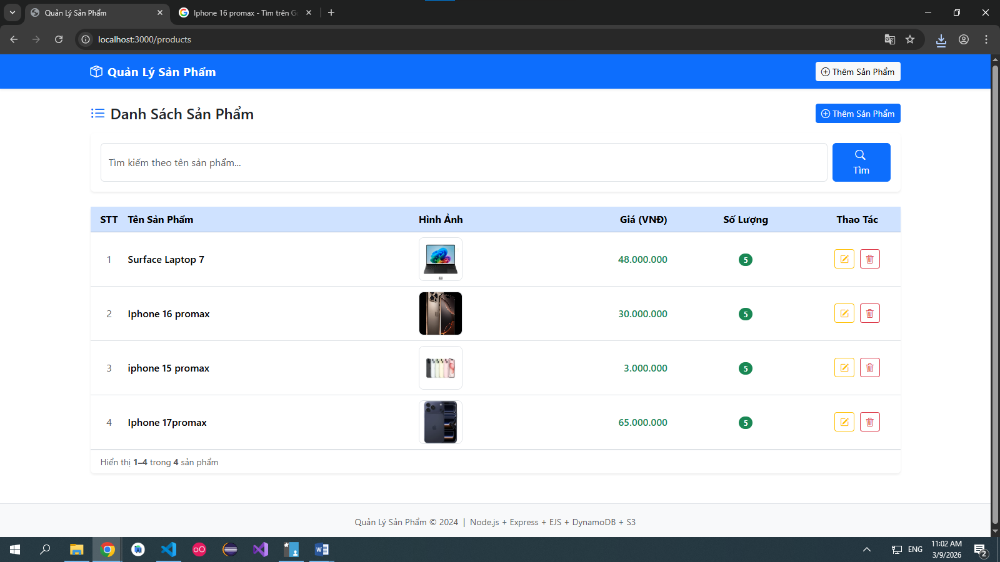 Quản Lý Sản Phẩm
Iphone 16 promax - Tìm trên G
localhost:3000/products
Quản Lý Sản Phẩm
Thêm Sản Phẩm
Danh Sách Sản Phẩm
Thêm Sản Phẩm
Tìm kiếm theo tên sản phẩm...
Tìm
STT Tên Sản Phẩm Hình Ảnh Giá (VNĐ) Số Lượng Thao Tác
1 Surface Laptop 7 48.000.000 5
2 Iphone 16 promax 30.000.000 5
3 iphone 15 promax 3.000.000 5
4 Iphone 17promax 65.000.000 5
Hiển thị 1–4 trong 4 sản phẩm
Quản Lý Sản Phẩm © 2024 | Node.js + Express + EJS + DynamoDB + S3
ENG
11:02 AM
3/9/2026
2